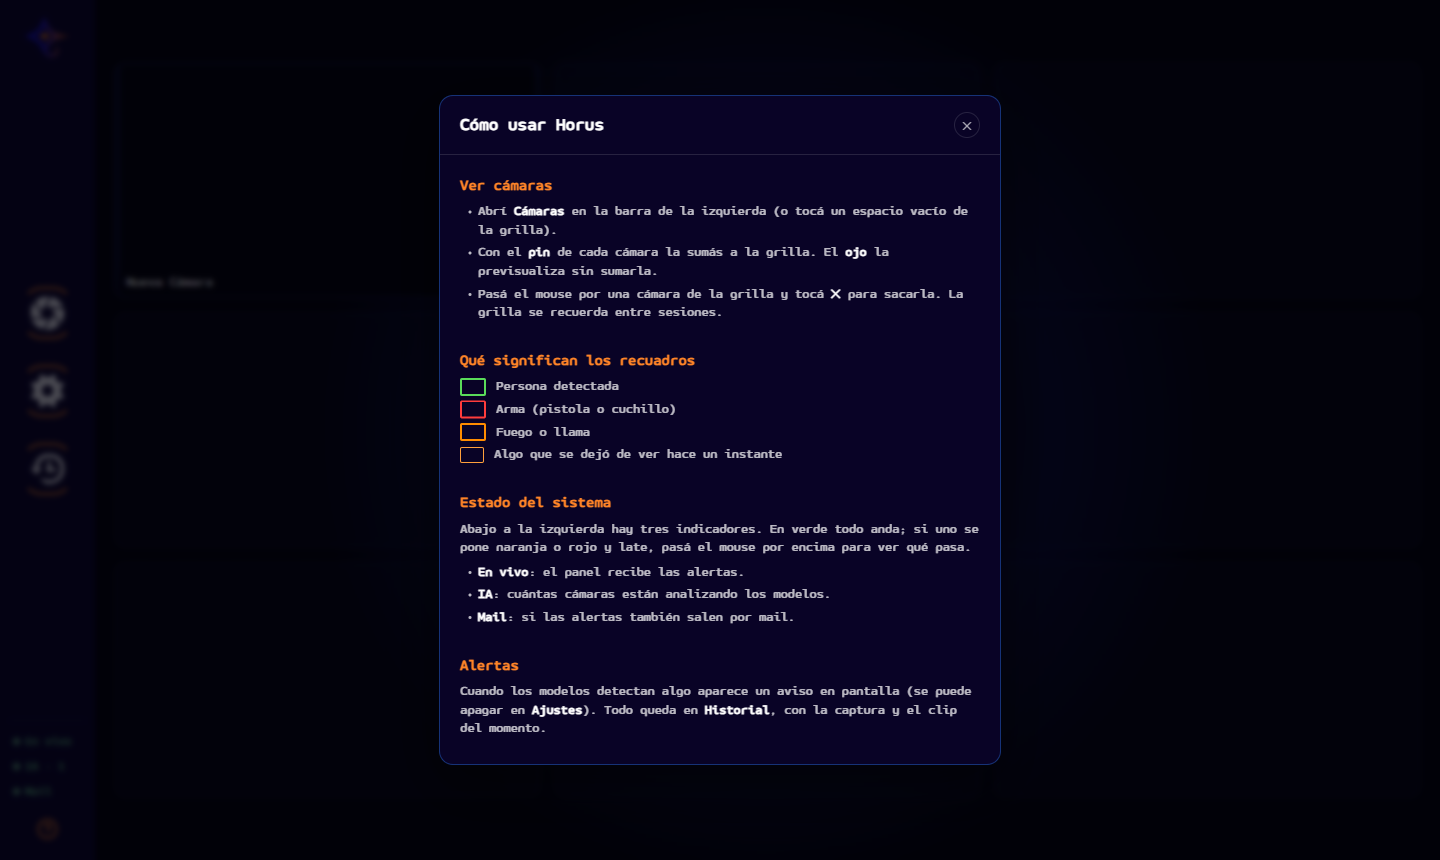 Cómo usar Horus
Ver cámaras
• Abrí Cámaras en la barra de la izquierda (o tocá un espacio vacío de
la grilla).
• Con el pin de cada cámara la sumás a la grilla. El ojo la
previsualiza sin sumarla.
• Pasá el mouse por una cámara de la grilla y tocá ✕ para sacarla. La
grilla se recuerda entre sesiones.
Qué significan los recuadros
Persona detectada
Arma (pistola o cuchillo)
Fuego o llama
Algo que se dejó de ver hace un instante
Estado del sistema
Abajo a la izquierda hay tres indicadores. En verde todo anda; si uno se
pone naranja o rojo y late, pasá el mouse por encima para ver qué pasa.
• En vivo: el panel recibe las alertas.
• IA: cuántas cámaras están analizando los modelos.
• Mail: si las alertas también salen por mail.
Alertas
Cuando los modelos detectan algo aparece un aviso en pantalla (se puede
apagar en Ajustes). Todo queda en Historial, con la captura y el clip
del momento.
Nueva Cámara